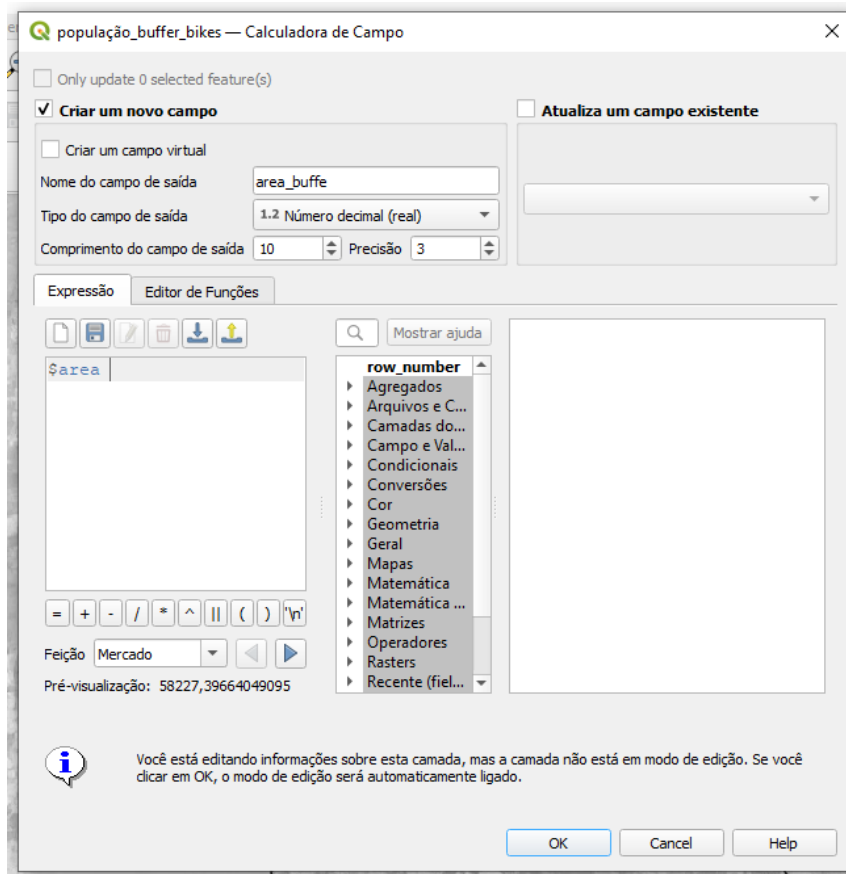 população_buffer_bikes — Calculadora de Campo
Only update 0 selected feature(s)
Criar um novo campo
Atualiza um campo existente
Criar um campo virtual
Nome do campo de saída area_buffe
Tipo do campo de saída 1.2 Número decimal (real)
Comprimento do campo de saída 10 Precisão 3
Expressão Editor de Funções
Mostrar ajuda
$area
row_number
Agregados
Arquivos e C...
Camadas do...
Campo e Val...
Condicionais
Conversões
Cor
Geometria
Geral
Mapas
Matemática
Matemática ...
Matrizes
Operadores
Rasters
Recente (fiel...
= + - / * ^ || ( ) '\n'
Feição Mercado
Pré-visualização: 58227,39664049095
Você está editando informações sobre esta camada, mas a camada não está em modo de edição. Se você
clicar em OK, o modo de edição será automaticamente ligado.
OK Cancel Help